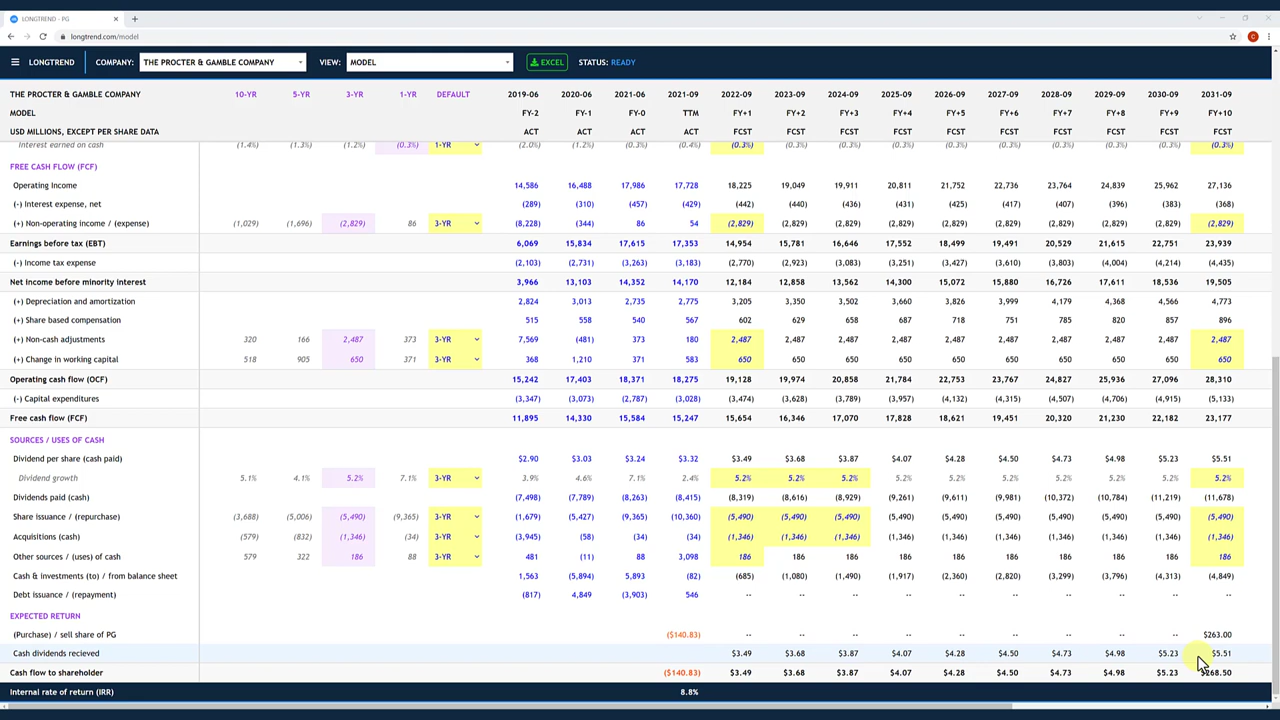 LONGTREND - PG
longtrend.com/model
LONGTREND COMPANY: THE PROCTER & GAMBLE COMPANY VIEW: MODEL EXCEL STATUS: READY
THE PROCTER & GAMBLE COMPANY 10-YR 5-YR 3-YR 1-YR DEFAULT 2019-06 2020-06 2021-06 2021-09 2022-09 2023-09 2024-09 2025-09 2026-09 2027-09 2028-09 2029-09 2030-09 2031-09
MODEL FY-2 FY-1 FY-0 TTM FY+1 FY+2 FY+3 FY+4 FY+5 FY+6 FY+7 FY+8 FY+9 FY+10
USD MILLIONS, EXCEPT PER SHARE DATA ACT ACT ACT ACT FCST FCST FCST FCST FCST FCST FCST FCST FCST FCST
Interest earned on cash (1.4%) (1.3%) (1.2%) (0.3%) 1-YR (2.0%) (1.2%) (0.3%) (0.4%) (0.3%) (0.3%) (0.3%) (0.3%) (0.3%) (0.3%) (0.3%) (0.3%) (0.3%) (0.3%)
FREE CASH FLOW (FCF)
Operating Income 14,586 16,488 17,986 17,728 18,225 19,049 19,911 20,811 21,752 22,736 23,764 24,839 25,962 27,136
(-) Interest expense, net (289) (310) (457) (429) (442) (440) (436) (431) (425) (417) (407) (396) (383) (368)
(+) Non-operating income / (expense) (1,029) (1,696) (2,829) 86 3-YR (8,228) (344) 86 54 (2,829) (2,829) (2,829) (2,829) (2,829) (2,829) (2,829) (2,829) (2,829) (2,829)
Earnings before tax (EBT) 6,069 15,834 17,615 17,353 14,954 15,781 16,646 17,552 18,499 19,491 20,529 21,615 22,751 23,939
(-) Income tax expense (2,103) (2,731) (3,263) (3,183) (2,770) (2,923) (3,083) (3,251) (3,427) (3,610) (3,803) (4,004) (4,214) (4,435)
Net income before minority interest 3,966 13,103 14,352 14,170 12,184 12,858 13,562 14,300 15,072 15,880 16,726 17,611 18,536 19,505
(+) Depreciation and amortization 2,824 3,013 2,735 2,775 3,205 3,350 3,502 3,660 3,826 3,999 4,179 4,368 4,566 4,773
(+) Share based compensation 515 558 540 567 602 629 658 687 718 751 785 820 857 896
(+) Non-cash adjustments 320 166 2,487 373 3-YR 7,569 (481) 373 180 2,487 2,487 2,487 2,487 2,487 2,487 2,487 2,487 2,487 2,487
(+) Change in working capital 518 905 650 371 3-YR 368 1,210 371 583 650 650 650 650 650 650 650 650 650 650
Operating cash flow (OCF) 15,242 17,403 18,371 18,275 19,128 19,974 20,858 21,784 22,753 23,767 24,827 25,936 27,096 28,310
(-) Capital expenditures (3,347) (3,073) (2,787) (3,028) (3,474) (3,628) (3,789) (3,957) (4,132) (4,315) (4,507) (4,706) (4,915) (5,133)
Free cash flow (FCF) 11,895 14,330 15,584 15,247 15,654 16,346 17,070 17,828 18,621 19,451 20,320 21,230 22,182 23,177
SOURCES / USES OF CASH
Dividend per share (cash paid) $2.90 $3.03 $3.24 $3.32 $3.49 $3.68 $3.87 $4.07 $4.28 $4.50 $4.73 $4.98 $5.23 $5.51
Dividend growth 5.1% 4.1% 5.2% 7.1% 3-YR 3.9% 4.6% 7.1% 2.4% 5.2% 5.2% 5.2% 5.2% 5.2% 5.2% 5.2% 5.2% 5.2% 5.2%
Dividends paid (cash) (7,498) (7,789) (8,263) (8,415) (8,319) (8,616) (8,929) (9,261) (9,611) (9,981) (10,372) (10,784) (11,219) (11,678)
Share issuance / (repurchase) (3,688) (5,006) (5,490) (9,365) 3-YR (1,679) (5,427) (9,365) (10,360) (5,490) (5,490) (5,490) (5,490) (5,490) (5,490) (5,490) (5,490) (5,490) (5,490)
Acquisitions (cash) (579) (832) (1,346) (34) 3-YR (3,945) (58) (34) (34) (1,346) (1,346) (1,346) (1,346) (1,346) (1,346) (1,346) (1,346) (1,346) (1,346)
Other sources / (uses) of cash 579 322 186 88 3-YR 481 (11) 88 3,098 186 186 186 186 186 186 186 186 186 186
Cash & investments (to) / from balance sheet 1,563 (5,894) 5,893 (82) (685) (1,080) (1,490) (1,917) (2,360) (2,820) (3,299) (3,796) (4,313) (4,849)
Debt issuance / (repayment) (817) 4,849 (3,903) 546 -- -- -- -- -- -- -- -- -- --
EXPECTED RETURN
(Purchase) / sell share of PG ($140.83) -- -- -- -- -- -- -- -- -- $263.00
Cash dividends recieved $3.49 $3.68 $3.87 $4.07 $4.28 $4.50 $4.73 $4.98 $5.23 $5.51
Cash flow to shareholder ($140.83) $3.49 $3.68 $3.87 $4.07 $4.28 $4.50 $4.73 $4.98 $5.23 $268.50
Internal rate of return (IRR) 8.8%